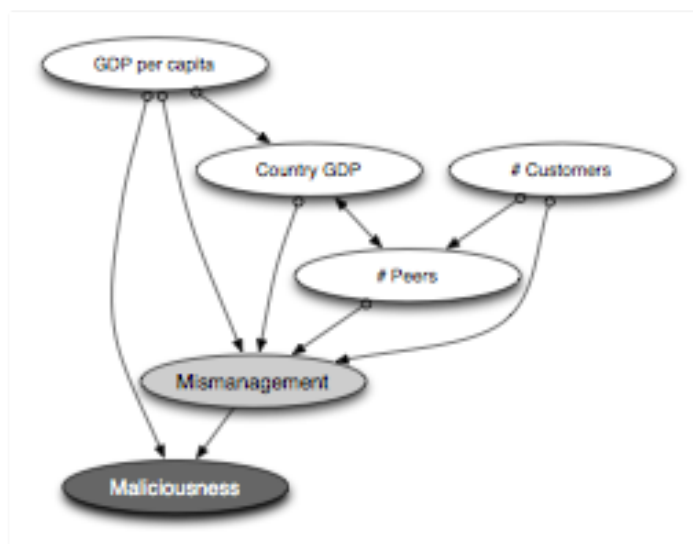 GDP per capita
Country GDP
# Customers
# Peers
Mismanagement
Maliciousness